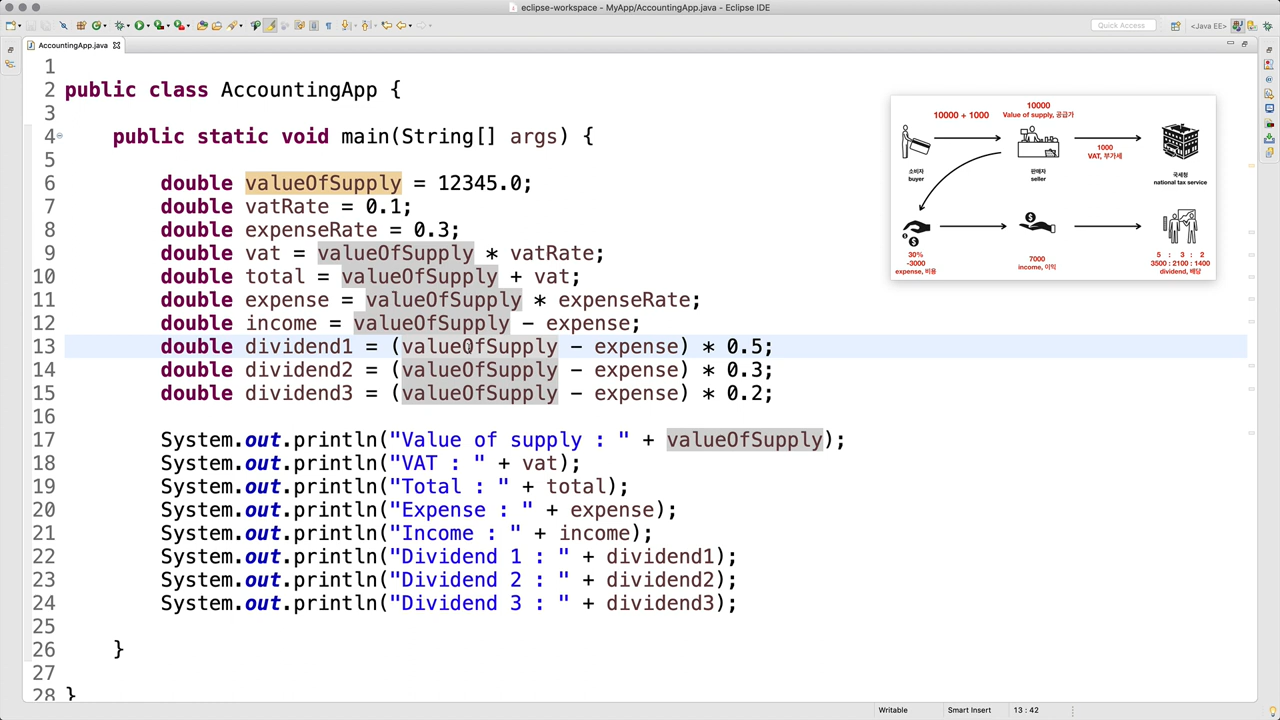 eclipse-workspace - MyApp/AccountingApp.java - Eclipse IDE
Quick Access
<Java EE>
AccountingApp.java
1
2 public class AccountingApp {
3
4 public static void main(String[] args) {
5
6 double valueOfSupply = 12345.0;
7 double vatRate = 0.1;
8 double expenseRate = 0.3;
9 double vat = valueOfSupply * vatRate;
10 double total = valueOfSupply + vat;
11 double expense = valueOfSupply * expenseRate;
12 double income = valueOfSupply - expense;
13 double dividend1 = (valueOfSupply - expense) * 0.5;
14 double dividend2 = (valueOfSupply - expense) * 0.3;
15 double dividend3 = (valueOfSupply - expense) * 0.2;
16
17 System.out.println("Value of supply : " + valueOfSupply);
18 System.out.println("VAT : " + vat);
19 System.out.println("Total : " + total);
20 System.out.println("Expense : " + expense);
21 System.out.println("Income : " + income);
22 System.out.println("Dividend 1 : " + dividend1);
23 System.out.println("Dividend 2 : " + dividend2);
24 System.out.println("Dividend 3 : " + dividend3);
25
26 }
27
28 }
10000 + 1000
10000
Value of supply, 공급가
1000
VAT, 부가세
소비자
buyer
판매자
seller
국세청
national tax service
30%
-3000
expense, 비용
7000
income, 이익
5 : 3 : 2
3500 : 2100 : 1400
dividend, 배당
Writable
Smart Insert
13 : 42